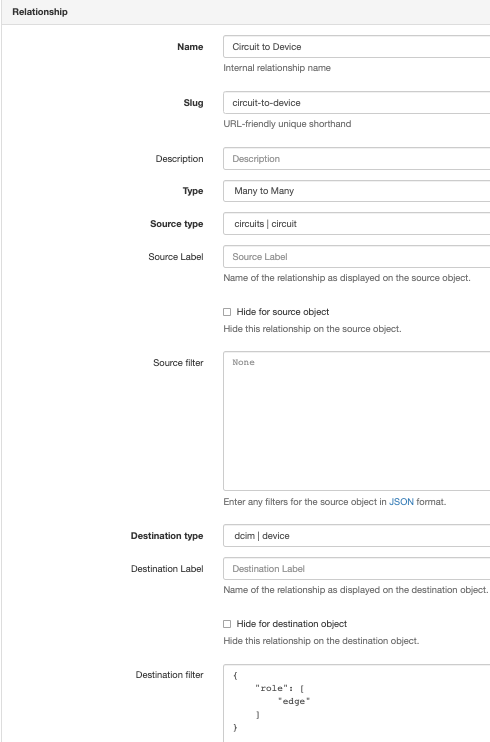 Relationship
Name
Circuit to Device
Internal relationship name
Slug
circuit-to-device
URL-friendly unique shorthand
Description
Description
Type
Many to Many
Source type
circuits | circuit
Source Label
Source Label
Name of the relationship as displayed on the source object.
Hide for source object
Hide this relationship on the source object.
Source filter
None
Enter any filters for the source object in JSON format.
Destination type
dcim | device
Destination Label
Destination Label
Name of the relationship as displayed on the destination object.
Hide for destination object
Hide this relationship on the destination object.
Destination filter
{
"role": [
"edge"
]
}